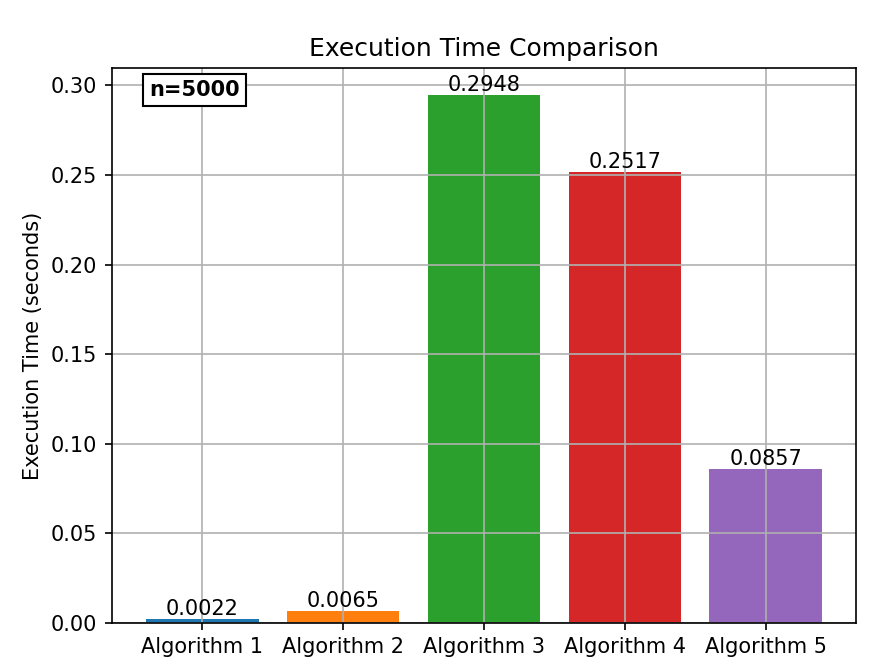 Execution Time Comparison
n=5000
Execution Time (seconds)
0.30
0.25
0.20
0.15
0.10
0.05
0.00
0.0022
0.0065
0.2948
0.2517
0.0857
Algorithm 1
Algorithm 2
Algorithm 3
Algorithm 4
Algorithm 5